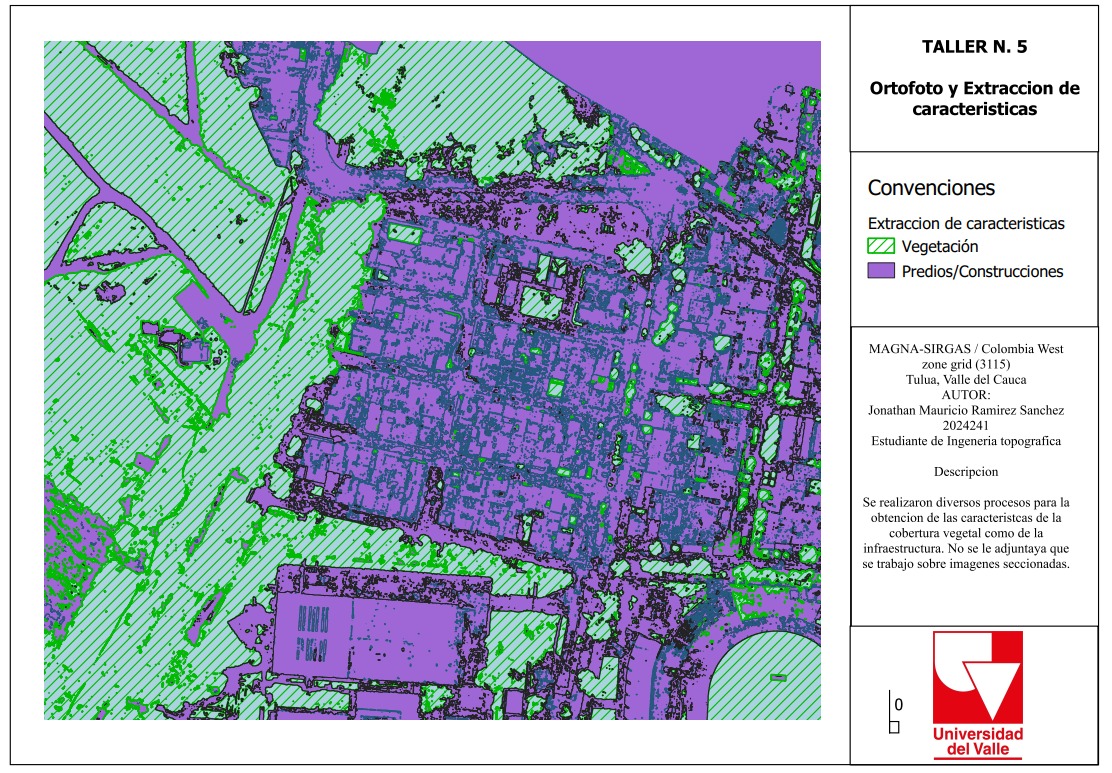 TALLER N. 5
Ortofoto y Extraccion de
caracteristicas
Convenciones
Extraccion de caracteristicas
Vegetación
Predios/Construcciones
MAGNA-SIRGAS / Colombia West
zone grid (3115)
Tulua, Valle del Cauca
AUTOR:
Jonathan Mauricio Ramirez Sanchez
2024241
Estudiante de Ingeneria topografica
Descripcion
Se realizaron diversos procesos para la
obtencion de las caracteristcas de la
cobertura vegetal como de la
infraestructura. No se le adjuntaya que
se trabajo sobre imagenes seccionadas.
0
Universidad
del Valle